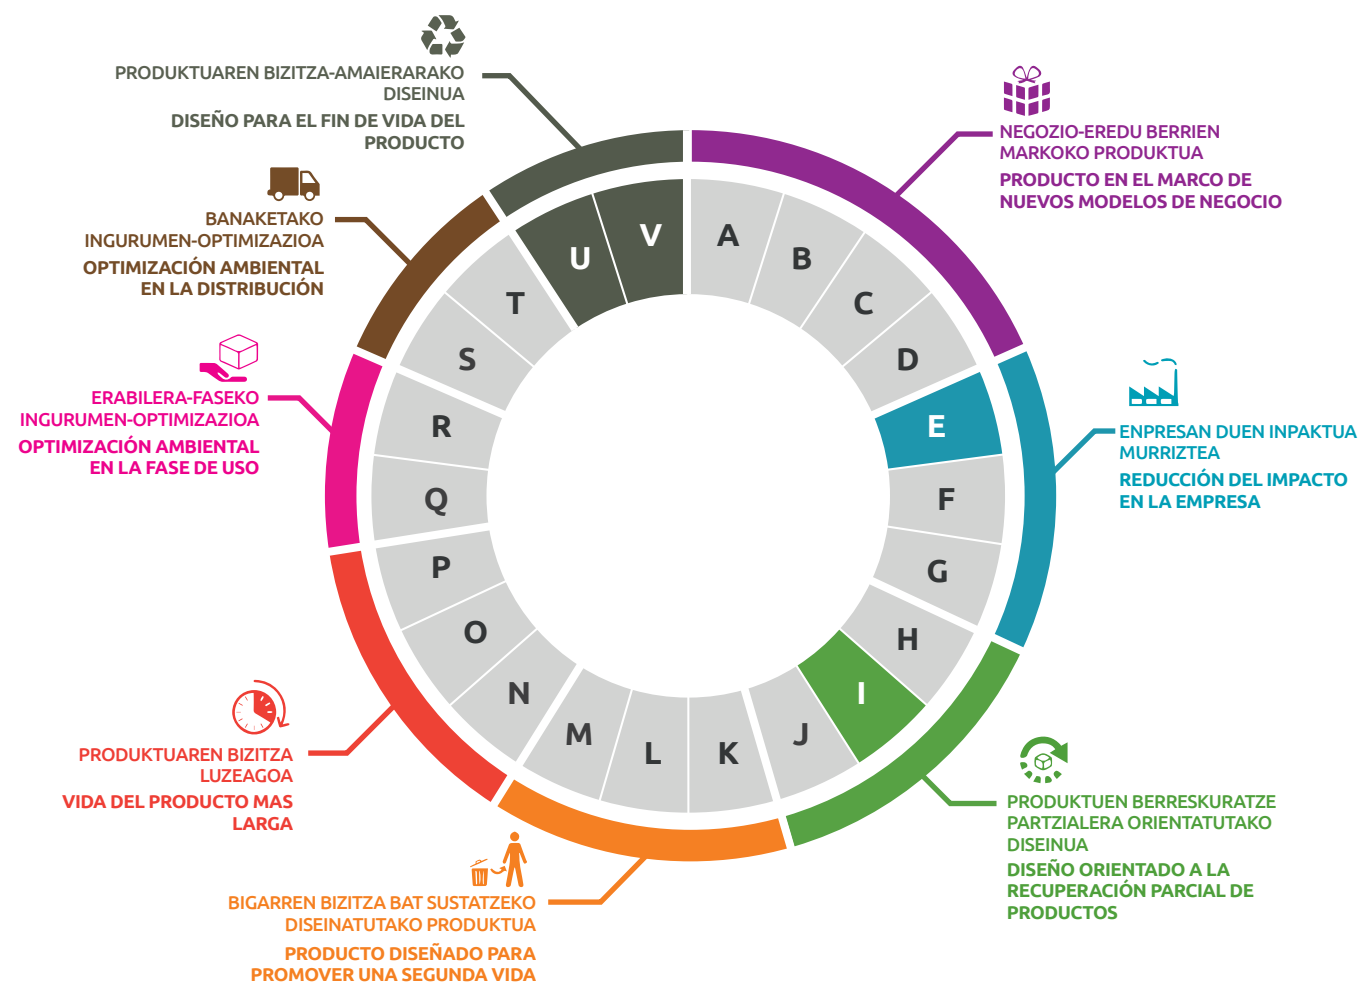 PRODUKTUAREN BIZITZA-AMAIERARAKO
DISEINUA
DISEÑO PARA EL FIN DE VIDA DEL
PRODUCTO
NEGOZIO-EREDU BERRIEN
MARKOKO PRODUKTUA
PRODUCTO EN EL MARCO DE
NUEVOS MODELOS DE NEGOCIO
BANAKETAKO
INGURUMEN-OPTIMIZAZIOA
OPTIMIZACIÓN AMBIENTAL
EN LA DISTRIBUCIÓN
ERABILERA-FASEKO
INGURUMEN-OPTIMIZAZIOA
OPTIMIZACIÓN AMBIENTAL
EN LA FASE DE USO
ENPRESAN DUEN INPAKTUA
MURRIZTEA
REDUCCIÓN DEL IMPACTO
EN LA EMPRESA
A
B
C
D
E
F
G
H
I
J
K
L
M
N
O
P
Q
R
S
T
U
V
PRODUKTUAREN BIZITZA
LUZEAGOA
VIDA DEL PRODUCTO MAS
LARGA
PRODUKTUEN BERRESKURATZE
PARTZIALERA ORIENTATUTAKO
DISEINUA
DISEÑO ORIENTADO A LA
RECUPERACIÓN PARCIAL DE
PRODUCTOS
BIGARREN BIZITZA BAT SUSTATZEKO
DISEINATUTAKO PRODUKTUA
PRODUCTO DISEÑADO PARA
PROMOVER UNA SEGUNDA VIDA